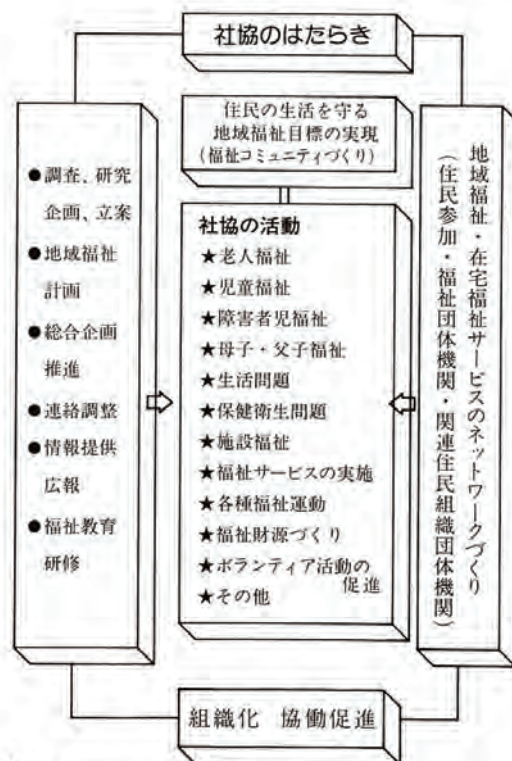 社協のはたらき
住民の生活を守る
地域福祉目標の実現
(福祉コミュニティづくり)
●調査、研究
企画、立案
●地域福祉
計画
●総合企画
推進
●連絡調整
●情報提供
広報
●福祉教育
研修
社協の活動
★老人福祉
★児童福祉
★障害者児福祉
★母子・父子福祉
★生活問題
★保健衛生問題
★施設福祉
★福祉サービスの実施
★各種福祉運動
★福祉財源づくり
★ボランティア活動の
促進
★その他
地域福祉・在宅福祉サービスのネットワークづくり
(住民参加・福祉団体機関・関連住民組織団体機関)
組織化 協働促進